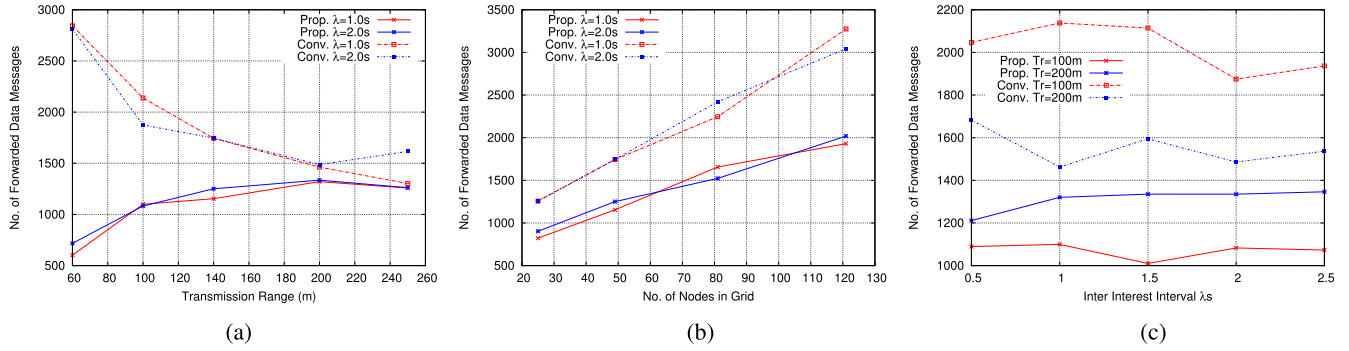 No. of Forwarded Data Messages
3000
2500
2000
1500
1000
500
60 80 100 120 140 160 180 200 220 240 260
Transmission Range (m)
Prop. λ=1.0s
Prop. λ=2.0s
Conv. λ=1.0s
Conv. λ=2.0s
(a)
No. of Forwarded Data Messages
3500
3000
2500
2000
1500
1000
500
20 30 40 50 60 70 80 90 100 110 120 130
No. of Nodes in Grid
Prop. λ=1.0s
Prop. λ=2.0s
Conv. λ=1.0s
Conv. λ=2.0s
(b)
No. of Forwarded Data Messages
2200
2000
1800
1600
1400
1200
1000
0.5 1 1.5 2 2.5
Inter Interest Interval λs
Prop. Tr=100m
Prop. Tr=200m
Conv. Tr=100m
Conv. Tr=200m
(c)